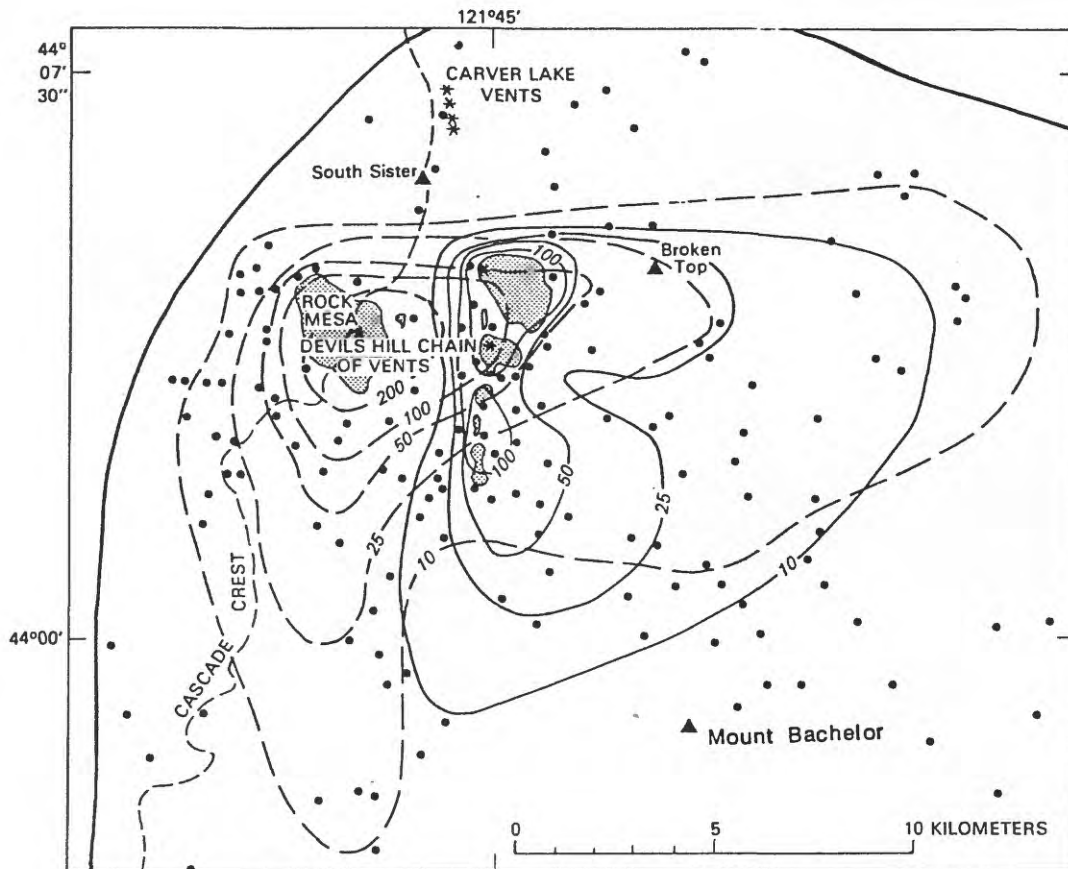 121°45'
44°
07'
30"
CARVER LAKE
VENTS
South Sister
Broken
Top
100
ROCK
MESA
DEVILS HILL CHAIN
OF VENTS
200
100
50
100
50
25
25
10
10
CREST
44°00'
CASCADE
Mount Bachelor
0 5 10 KILOMETERS